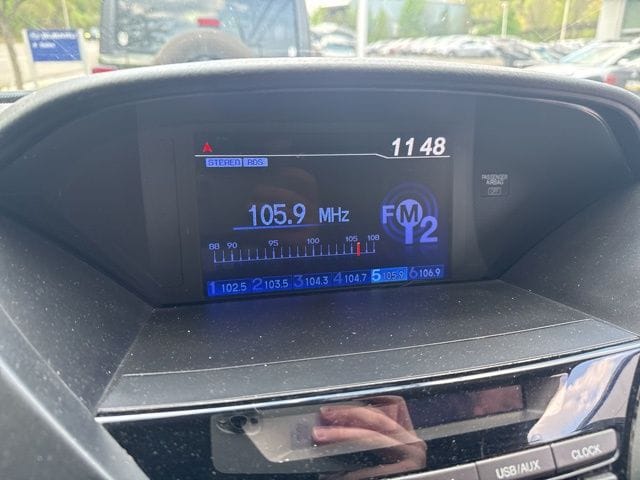 11 48
STEREO RDS
PASSENGER
AIRBAG
OFF
105.9 MHz
FM2
88 90 95 100 105 108
1 102.5 2 103.5 3 104.3 4 104.7 5 105.9 6 106.9
USB/AUX
CLOCK